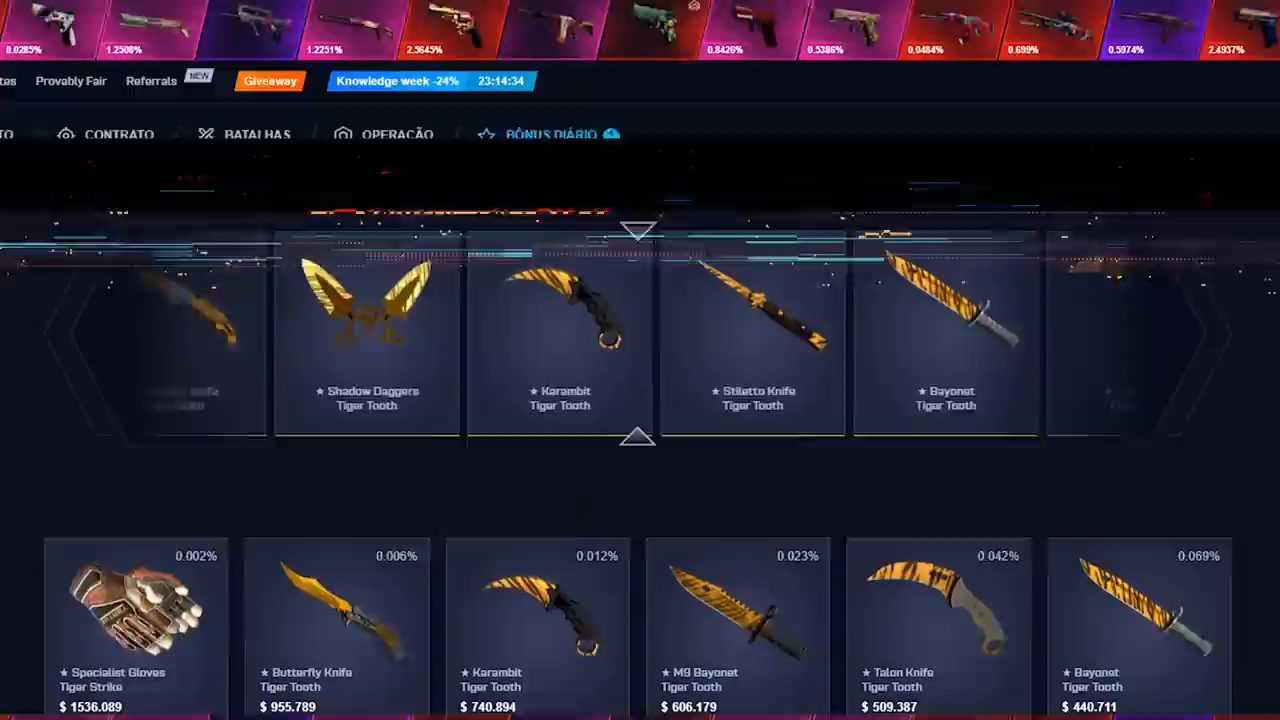 0.0285%
1.2508%
1.2251%
2.5645%
0.8426%
0.5386%
0.0484%
0.699%
0.5974%
2.4937%
Provably Fair
Referrals
NEW
Giveaway
Knowledge week -24%
23:14:34
CONTRATO
BATALHAS
OPERAÇÃO
BÔNUS DIÁRIO
★ Shadow Daggers
Tiger Tooth
★ Karambit
Tiger Tooth
★ Stiletto Knife
Tiger Tooth
★ Bayonet
Tiger Tooth
0.002%
★ Specialist Gloves
Tiger Strike
$ 1536.089
0.006%
★ Butterfly Knife
Tiger Tooth
$ 955.789
0.012%
★ Karambit
Tiger Tooth
$ 740.894
0.023%
★ M9 Bayonet
Tiger Tooth
$ 606.179
0.042%
★ Talon Knife
Tiger Tooth
$ 509.387
0.069%
★ Bayonet
Tiger Tooth
$ 440.711